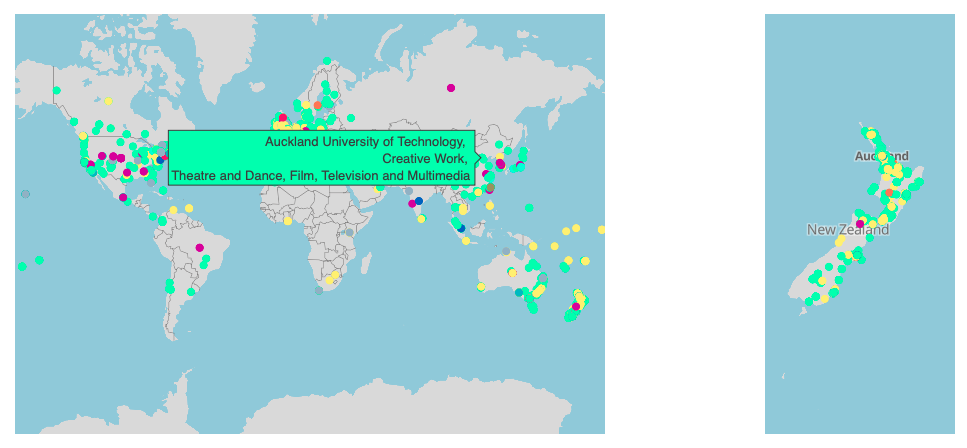 Auckland University of Technology,
Creative Work,
Theatre and Dance, Film, Television and Multimedia
Auckland
New Zealand